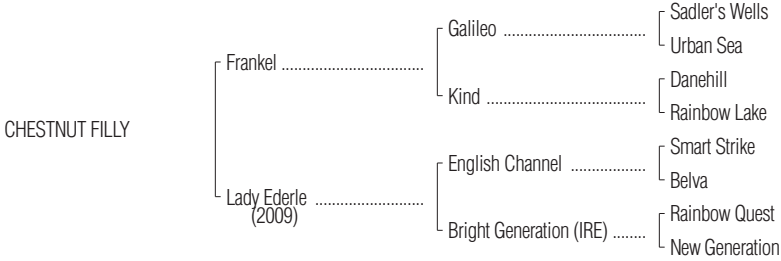 Sadler's Wells
Galileo ....................................
Urban Sea
Frankel ....................................
Danehill
Kind ........................................
Rainbow Lake
CHESTNUT FILLY
Smart Strike
English Channel ...................
Belva
Lady Ederle ...........................
(2009)
Rainbow Quest
Bright Generation (IRE) ........
New Generation